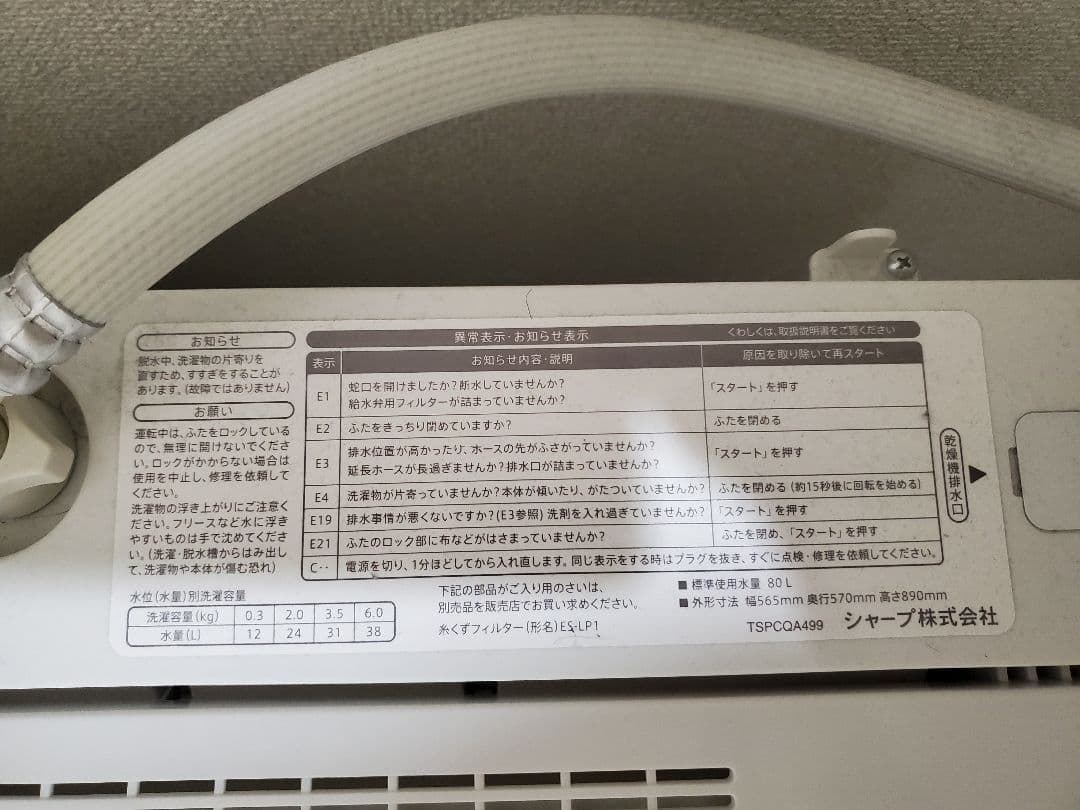 お知らせ
脱水中、洗濯物の片寄りを
直すため、すすぎをすることが
あります。(故障ではありません)
お願い
運転中は、ふたをロックしている
ので、無理に開けないでくださ
い。ロックがかからない場合は
使用を中止し、修理を依頼して
ください。
洗濯物の浮き上がりにご注意く
ださい。フリースなど水に浮き
やすいものは手で沈めてくださ
い。(洗濯・脱水槽からはみ出し
て、洗濯物や本体が傷む恐れ)
異常表示・お知らせ表示 くわしくは、取扱説明書をご覧ください
表示 お知らせ内容・説明 原因を取り除いて再スタート
E1 蛇口を開けましたか?断水していませんか? 「スタート」を押す
給水弁用フィルターが詰まっていませんか?
E2 ふたをきっちり閉めていますか? ふたを閉める
E3 排水位置が高かったり、ホースの先がふさがっていませんか? 「スタート」を押す
延長ホースが長過ぎませんか?排水口が詰まっていませんか?
E4 洗濯物が片寄っていませんか?本体が傾いたり、がたついていませんか? ふたを閉める(約15秒後に回転を始める)
E19 排水事情が悪くないですか?(E3参照)洗剤を入れ過ぎていませんか? 「スタート」を押す
E21 ふたのロック部に布などがはさまっていませんか? ふたを閉め、「スタート」を押す
C‥ 電源を切り、1分ほどしてから入れ直します。同じ表示をする時はプラグを抜き、すぐに点検・修理を依頼してください。
乾燥機排水口 ▶
水位(水量)別洗濯容量
洗濯容量(kg) 0.3 2.0 3.5 6.0
水量(L) 12 24 31 38
下記の部品がご入り用のさいは、
別売品を販売店でお買い求めください。
糸くずフィルター(形名)ES-LP1
■ 標準使用水量 80L
■ 外形寸法 幅565mm 奥行570mm 高さ890mm
TSPCQA499 シャープ株式会社